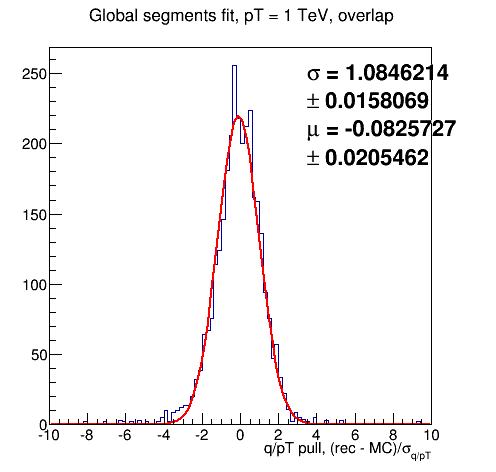 Global segments fit, pT = 1 TeV, overlap
σ = 1.0846214
± 0.0158069
μ = -0.0825727
± 0.0205462
250
200
150
100
50
0
-10 -8 -6 -4 -2 0 2 4 6 8 10
q/pT pull, (rec - MC)/σq/pT